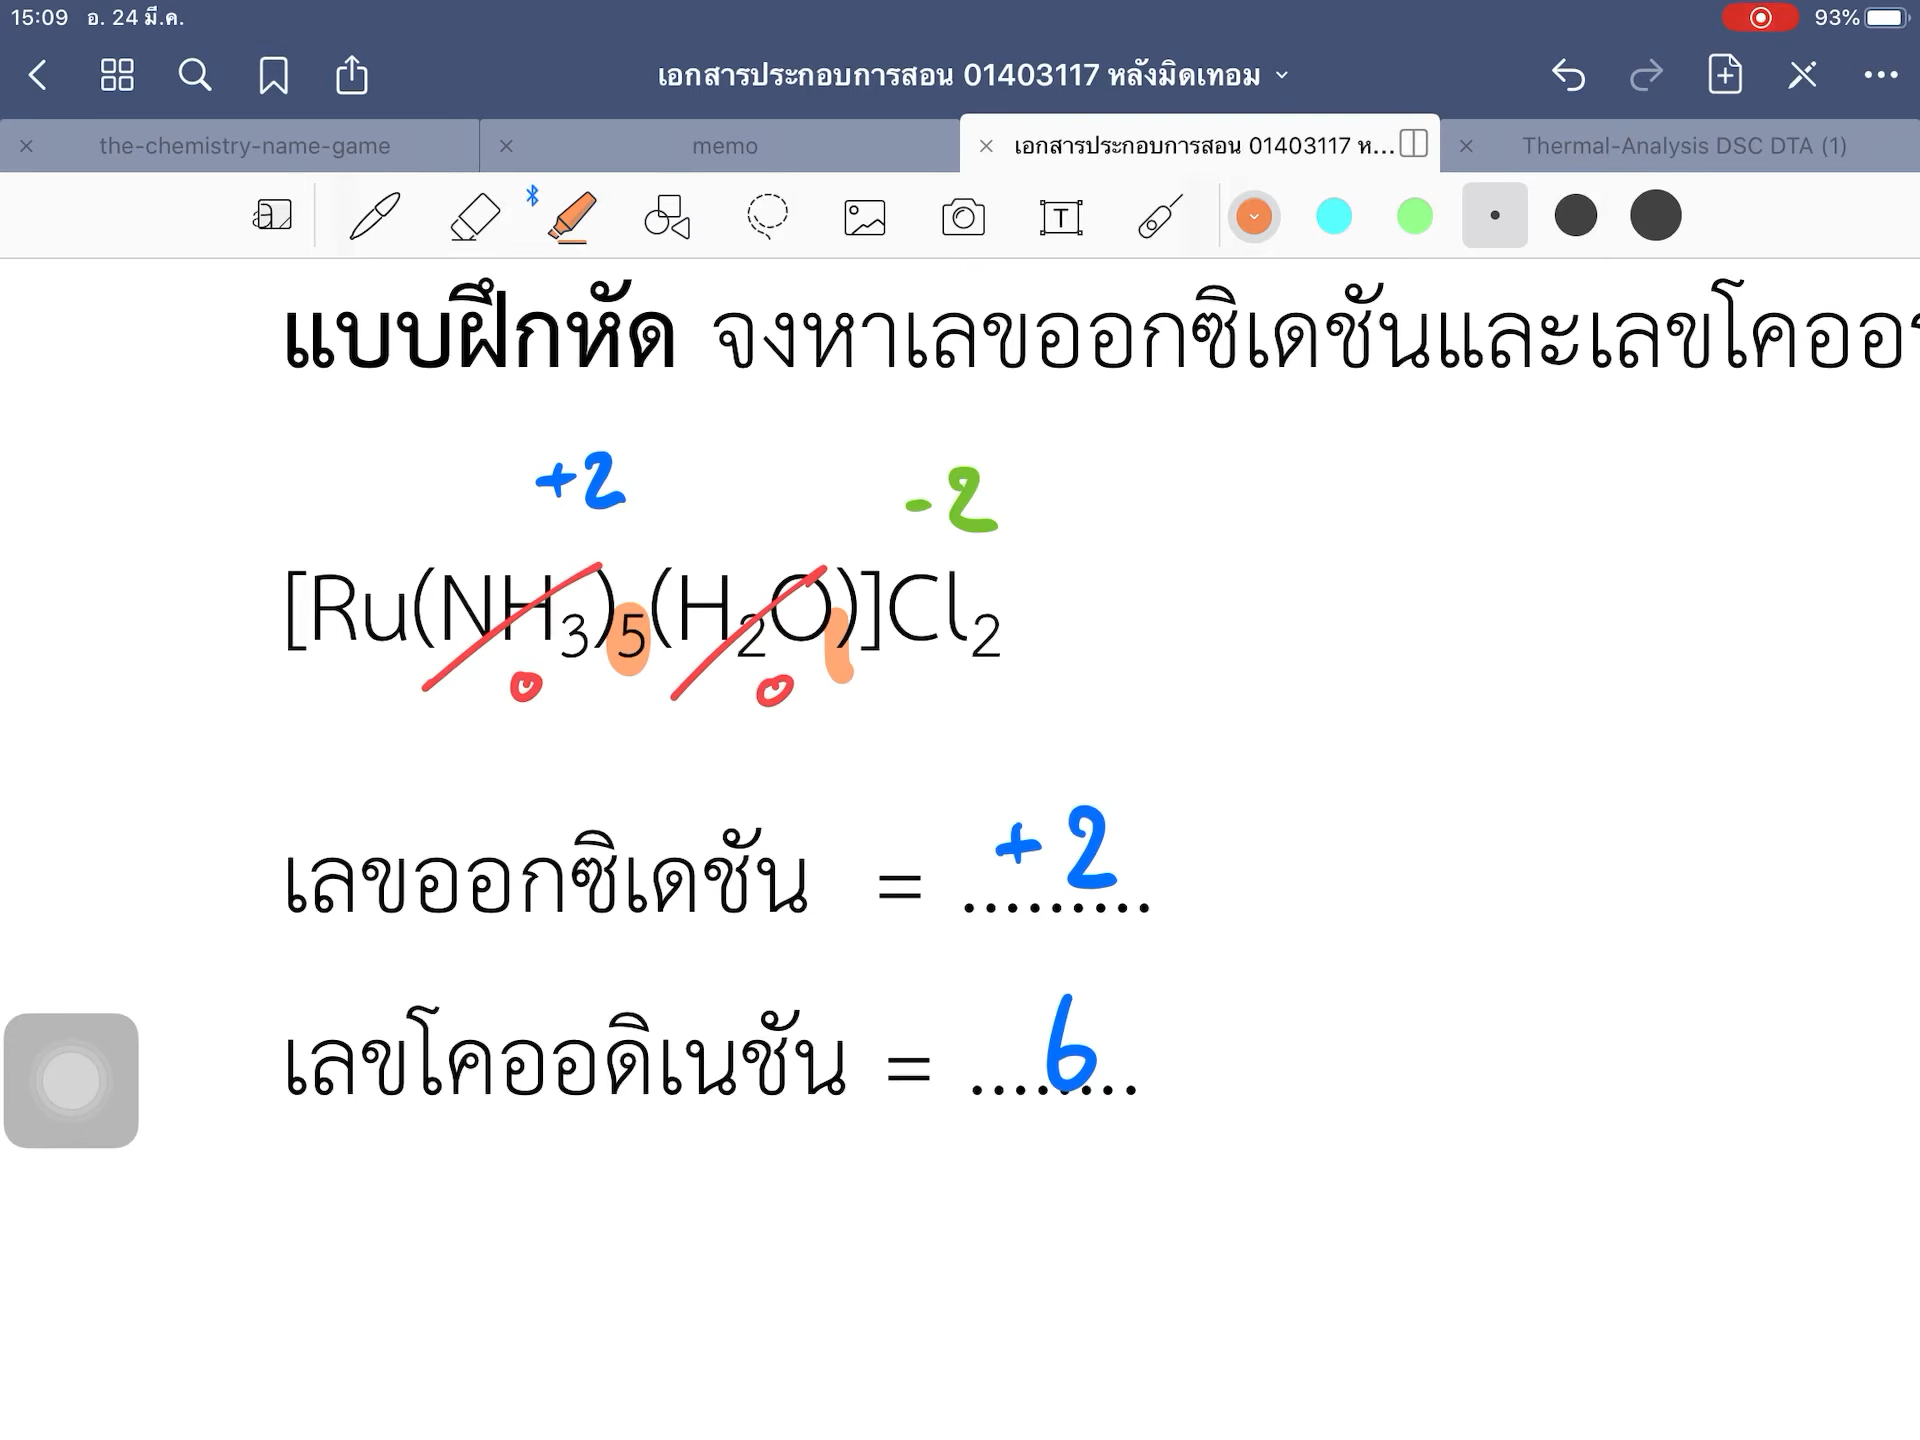 15:09 อ. 24 มี.ค. 93%
เอกสารประกอบการสอน 01403117 หลังมิดเทอม
the-chemistry-name-game memo เอกสารประกอบการสอน 01403117 ห... Thermal-Analysis DSC DTA (1)
T
แบบฝึกหัด จงหาเลขออกซิเดชันและเลขโคออ
+2 -2
[Ru(NH₃)₅(H₂O)]Cl₂
0 0
เลขออกซิเดชัน = ......... +2
เลขโคออดิเนชัน = ........ 6